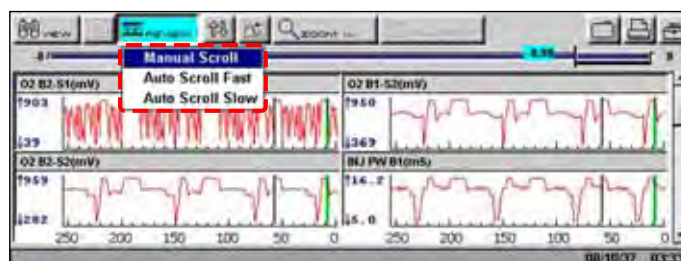 VIEW REVIEW ZOOM
Manual Scroll
Auto Scroll Fast
Auto Scroll Slow
O2 B2-S1(mV) O2 B1-S2(mV)
↑903 ↑950
↓39 ↓369
O2 B2-S2(mV) INJ PW B1(mS)
↑959 ↑16.2
↓202 ↓5.0
250 200 150 100 50 0 250 200 150 100 50 0